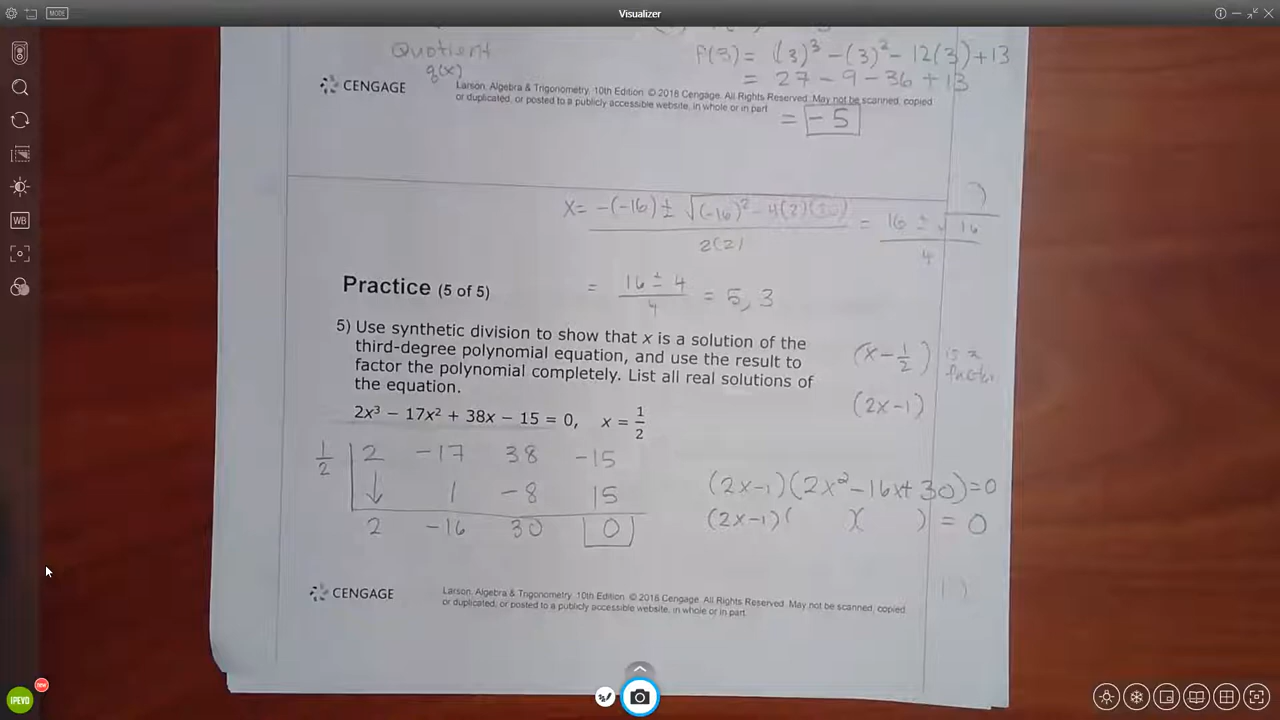 MODE
Visualizer
Quotient
q(x)
f(3) = (3)³ − (3)² − 12(3) + 13
= 27 − 9 − 36 + 13
= −5
CENGAGE
Larson, Algebra & Trigonometry, 10th Edition. © 2018 Cengage. All Rights Reserved. May not be scanned, copied
or duplicated, or posted to a publicly accessible website, in whole or in part.
x = −(−16) ± √(−16)² − 4(2)(30) / 2(2) = 16 ± √16 / 4
= 16 ± 4 / 4 = 5, 3
Practice (5 of 5)
5) Use synthetic division to show that x is a solution of the
third-degree polynomial equation, and use the result to
factor the polynomial completely. List all real solutions of
the equation.
2x³ − 17x² + 38x − 15 = 0, x = 1/2
(x − 1/2) is a
factor
(2x−1)
1/2 2 −17 38 −15
↓ 1 −8 15
2 −16 30 0
(2x−1)(2x²−16x+30)=0
(2x−1)( )( ) = 0
CENGAGE
Larson, Algebra & Trigonometry, 10th Edition. © 2018 Cengage. All Rights Reserved. May not be scanned, copied
or duplicated, or posted to a publicly accessible website, in whole or in part.
WB
new
IPEVO